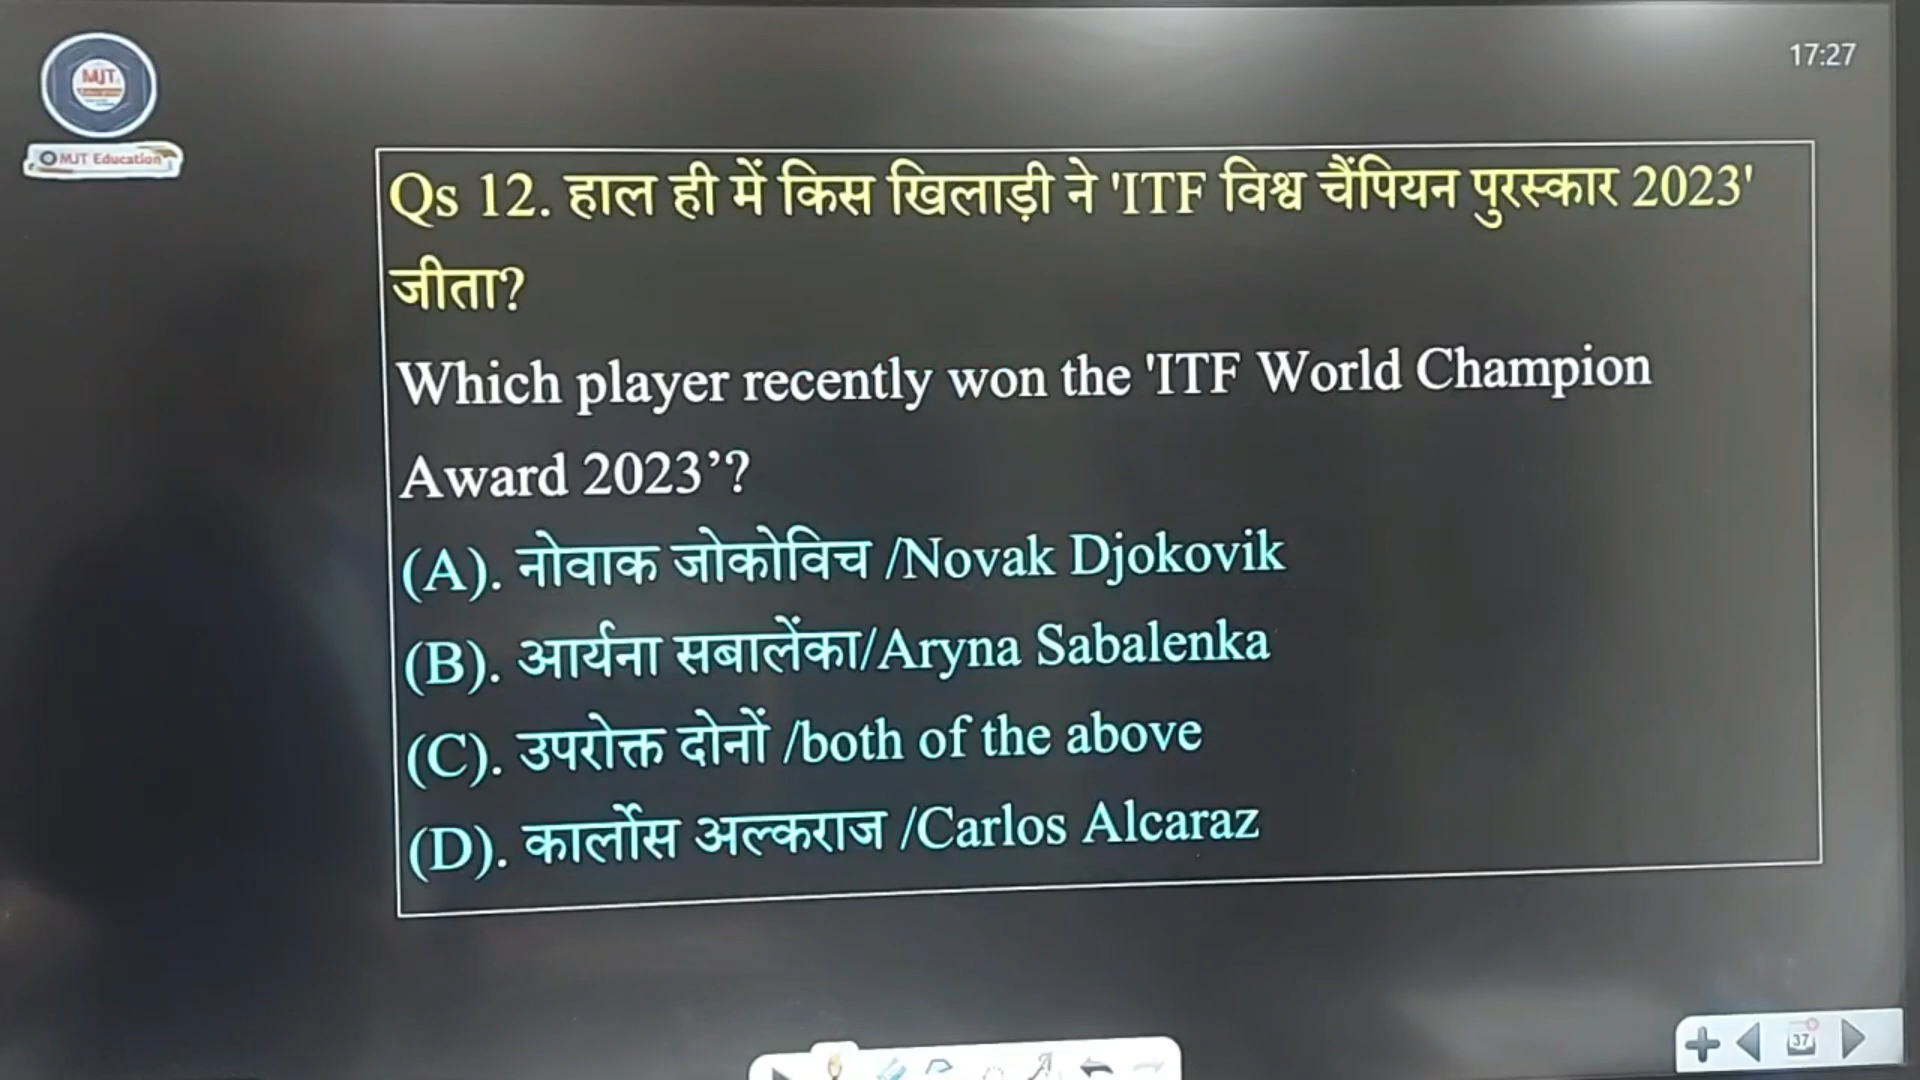 17:27
MJT
MJT Education
Qs 12. हाल ही में किस खिलाड़ी ने 'ITF विश्व चैंपियन पुरस्कार 2023'
जीता?
Which player recently won the 'ITF World Champion
Award 2023’?
(A). नोवाक जोकोविच /Novak Djokovik
(B). आर्यना सबालेंका/Aryna Sabalenka
(C). उपरोक्त दोनों /both of the above
(D). कार्लोस अल्कराज /Carlos Alcaraz
37